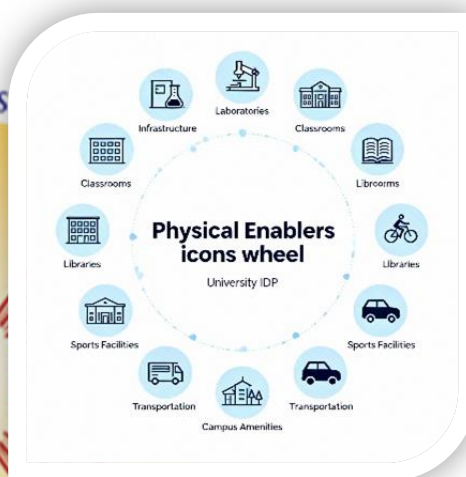 Laboratories
Classrooms
Librcorms
Libraries
Sports Facilities
Transportation
Campus Amenities
Transportation
Sports Facilities
Libraries
Classrooms
Infrastructure
Physical Enablers
icons wheel
University IDP